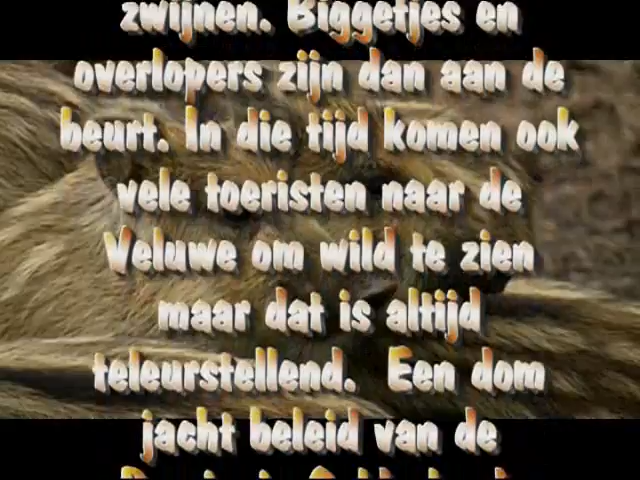 zwijnen. Biggetjes en
overlopers zijn dan aan de
beurt. In die tijd komen ook
vele toeristen naar de
Veluwe om wild te zien
maar dat is altijd
teleurstellend. Een dom
jacht beleid van de